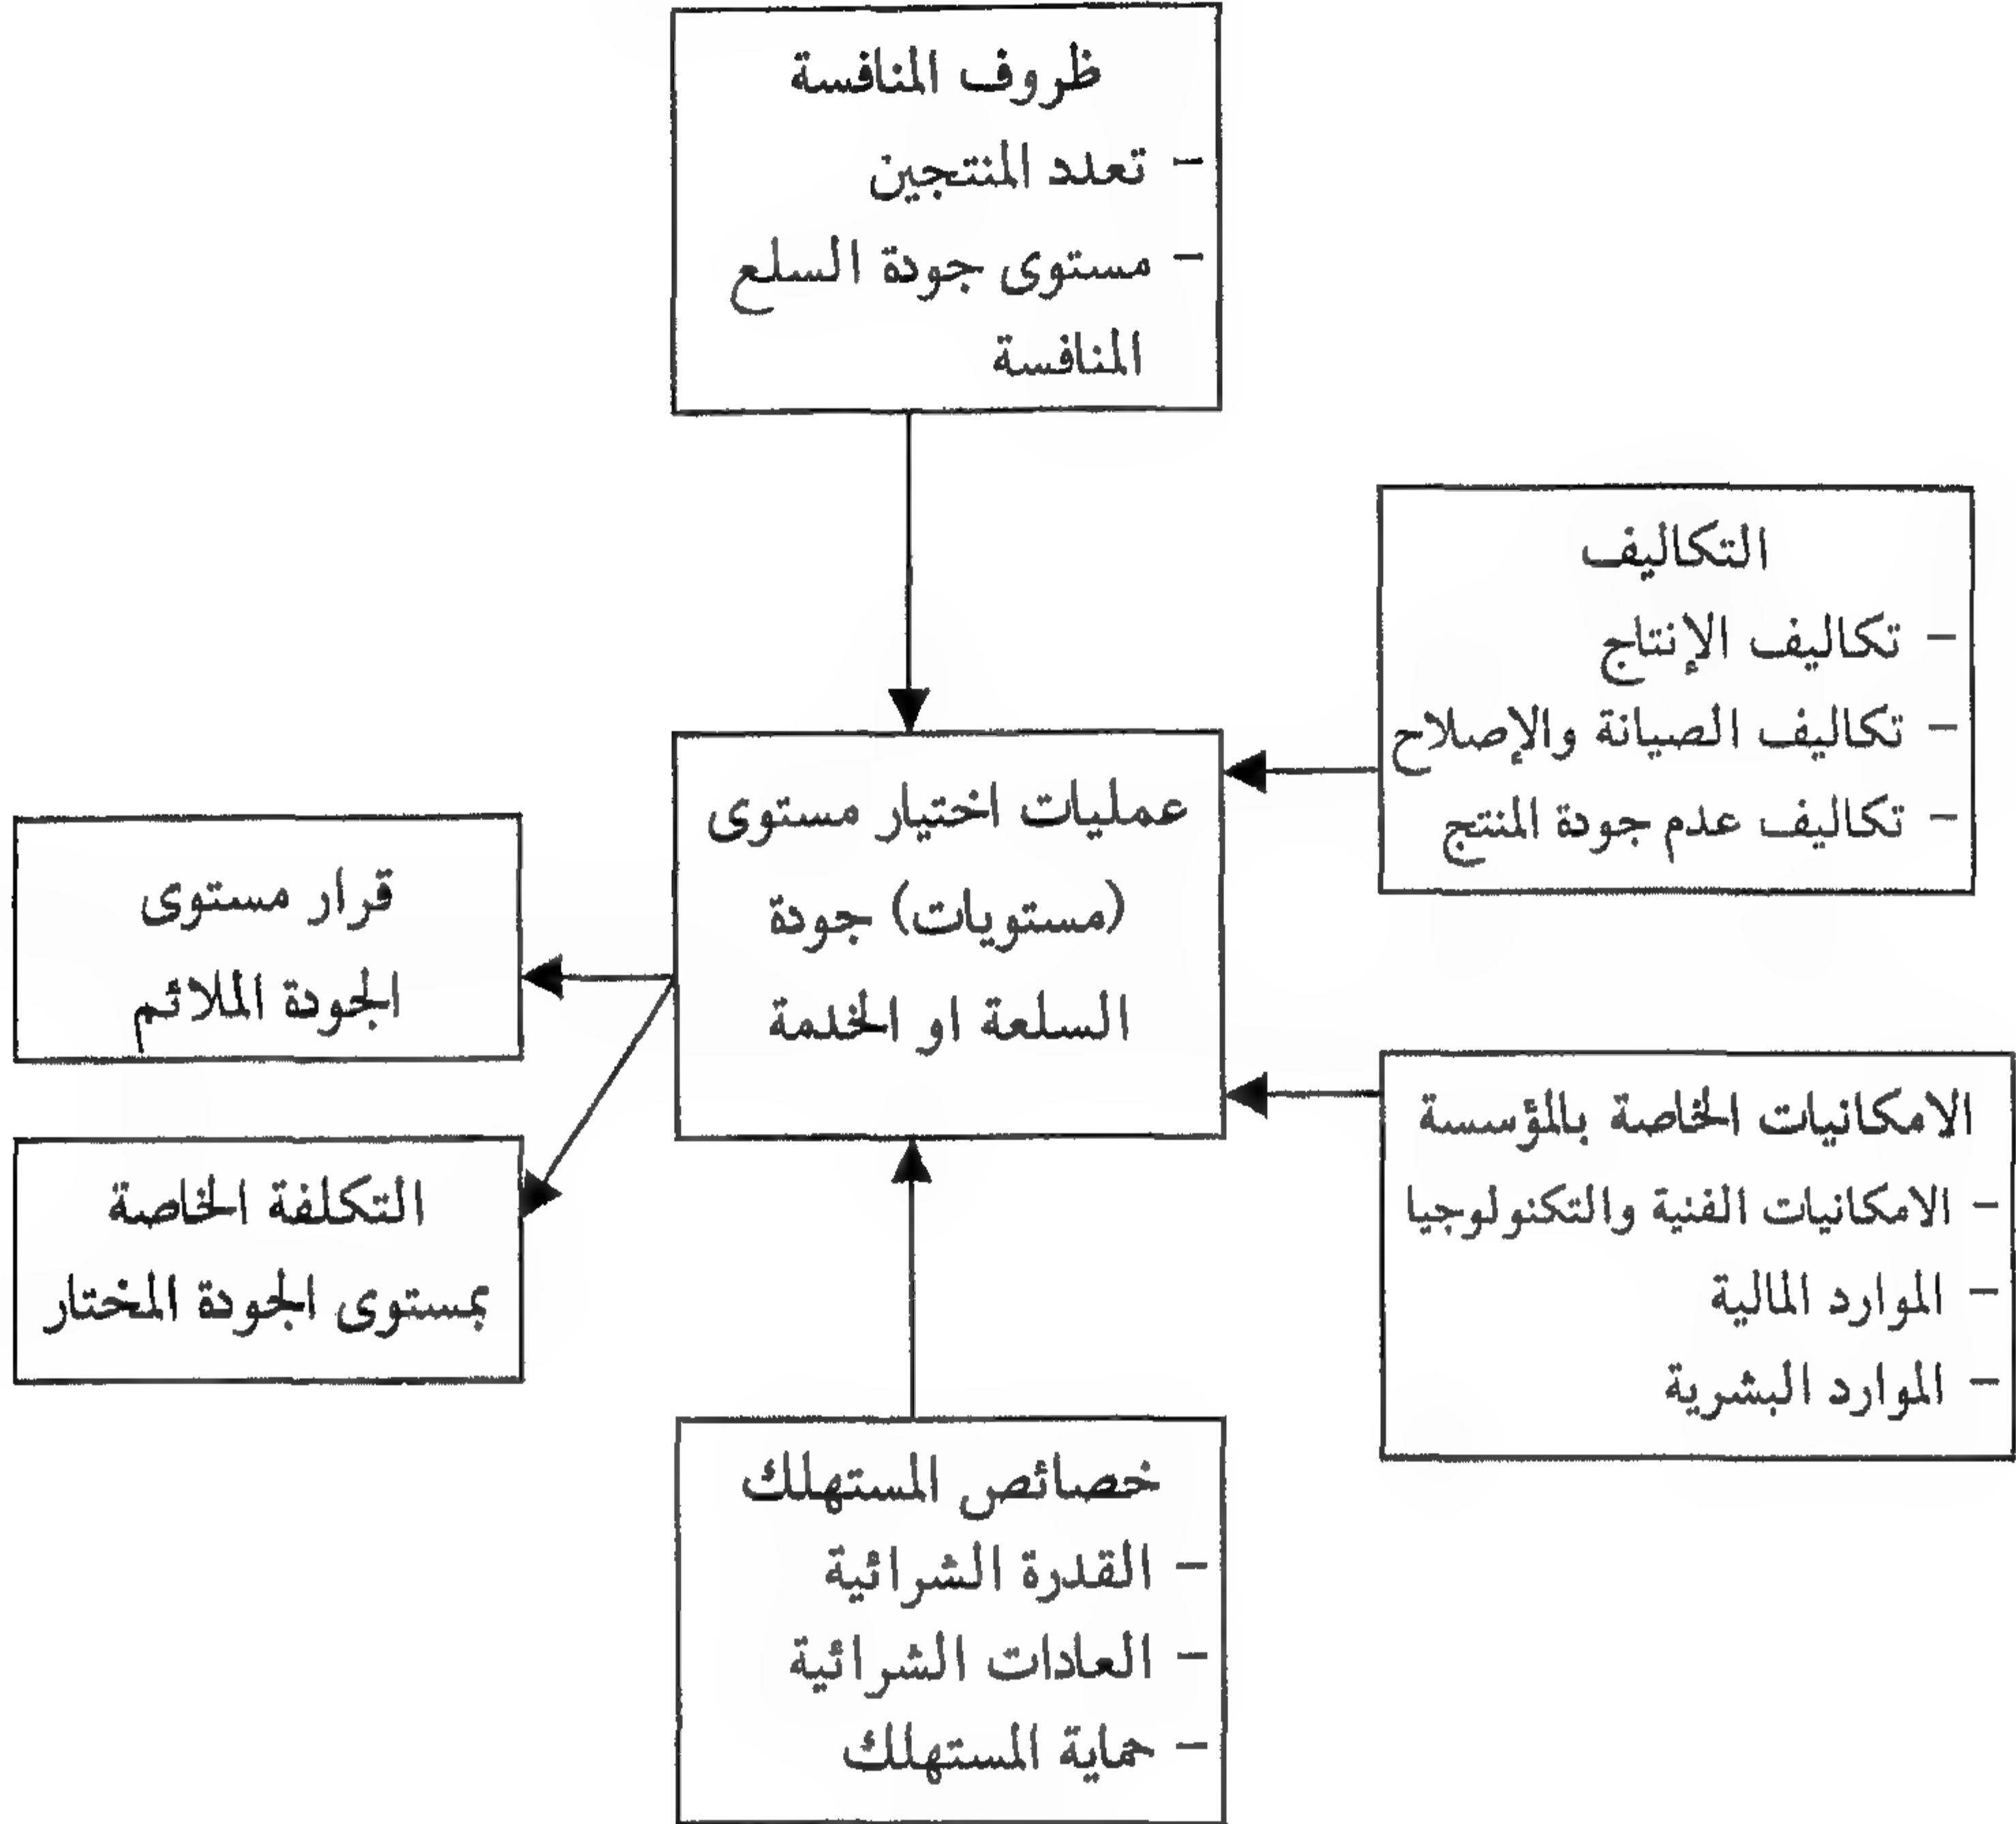 ظروف المنافسة
- تعدد المنتجين
- مستوى جودة السلع
المنافسة
التكاليف
- تكاليف الإنتاج
- تكاليف الصيانة والإصلاح
- تكاليف عدم جودة المنتج
عمليات اختيار مستوى
(مستويات) جودة
السلعة او الخدمة
قرار مستوى
الجودة الملائم
الامكانيات الخاصة بالمؤسسة
- الامكانيات الفنية والتكنولوجيا
- الموارد المالية
- الموارد البشرية
التكلفة الخاصة
بمستوى الجودة المختار
خصائص المستهلك
- القدرة الشرائية
- العادات الشرائية
- حماية المستهلك